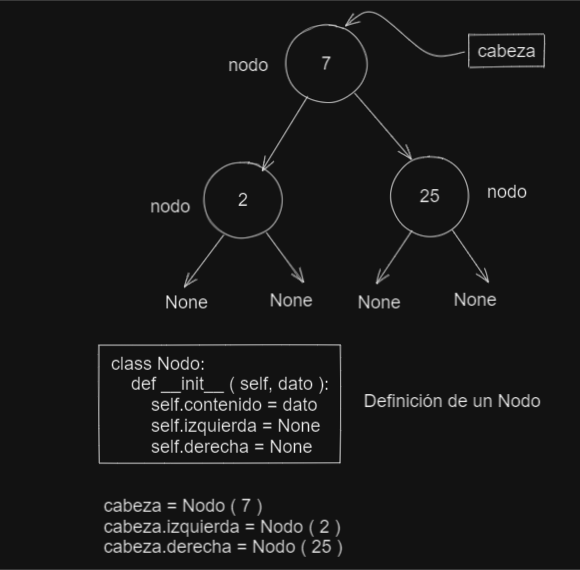 cabeza
nodo
7
nodo
2
25
nodo
None
None
None
None
class Nodo:
def __init__ ( self, dato ):
self.contenido = dato
self.izquierda = None
self.derecha = None
Definición de un Nodo
cabeza = Nodo ( 7 )
cabeza.izquierda = Nodo ( 2 )
cabeza.derecha = Nodo ( 25 )